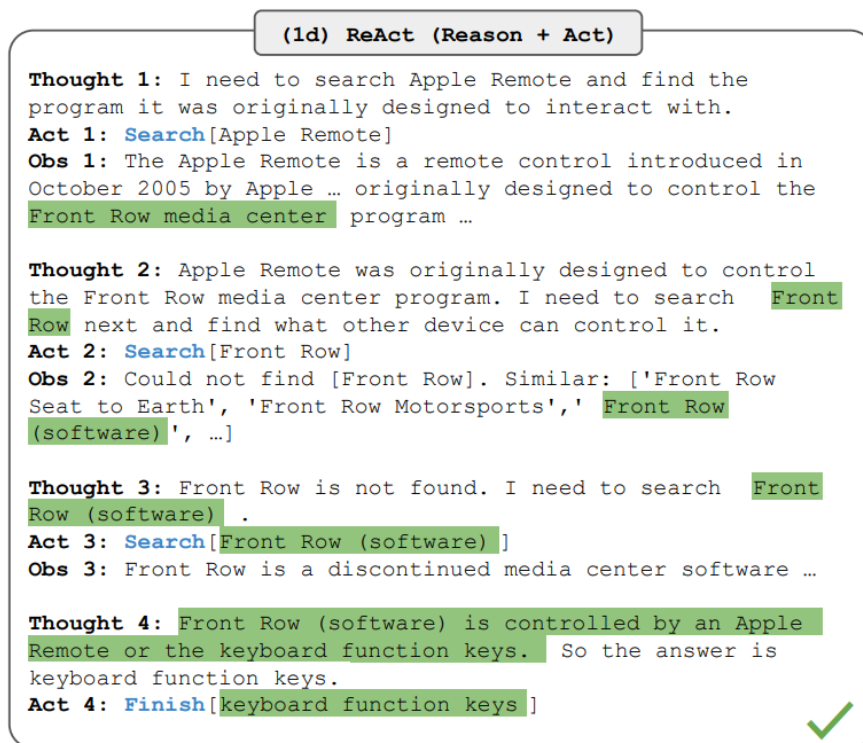 (1d) ReAct (Reason + Act)
Thought 1: I need to search Apple Remote and find the
program it was originally designed to interact with.
Act 1: Search[Apple Remote]
Obs 1: The Apple Remote is a remote control introduced in
October 2005 by Apple … originally designed to control the
Front Row media center program …
Thought 2: Apple Remote was originally designed to control
the Front Row media center program. I need to search Front
Row next and find what other device can control it.
Act 2: Search[Front Row]
Obs 2: Could not find [Front Row]. Similar: ['Front Row
Seat to Earth', 'Front Row Motorsports',' Front Row
(software)', …]
Thought 3: Front Row is not found. I need to search Front
Row (software) .
Act 3: Search[Front Row (software) ]
Obs 3: Front Row is a discontinued media center software …
Thought 4: Front Row (software) is controlled by an Apple
Remote or the keyboard function keys. So the answer is
keyboard function keys.
Act 4: Finish[keyboard function keys ]